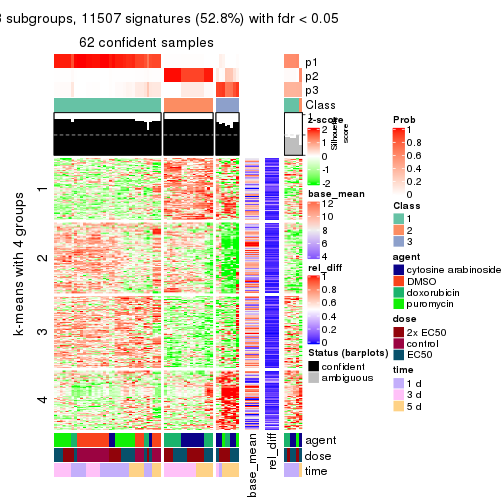 3 subgroups, 11507 signatures (52.8%) with fdr < 0.05
62 confident samples
p1
p2
p3
Class
1
Silhouette
score
k-means with 4 groups
1
2
3
4
agent
dose
time
base_mean
rel_diff
z-score
2
1
0
-1
-2
base_mean
12
10
8
6
4
rel_diff
1
0.8
0.6
0.4
0.2
0
Status (barplots)
confident
ambiguous
Prob
1
0.8
0.6
0.4
0.2
0
Class
1
2
3
agent
cytosine arabinoside
DMSO
doxorubicin
puromycin
dose
2x EC50
control
EC50
time
1 d
3 d
5 d